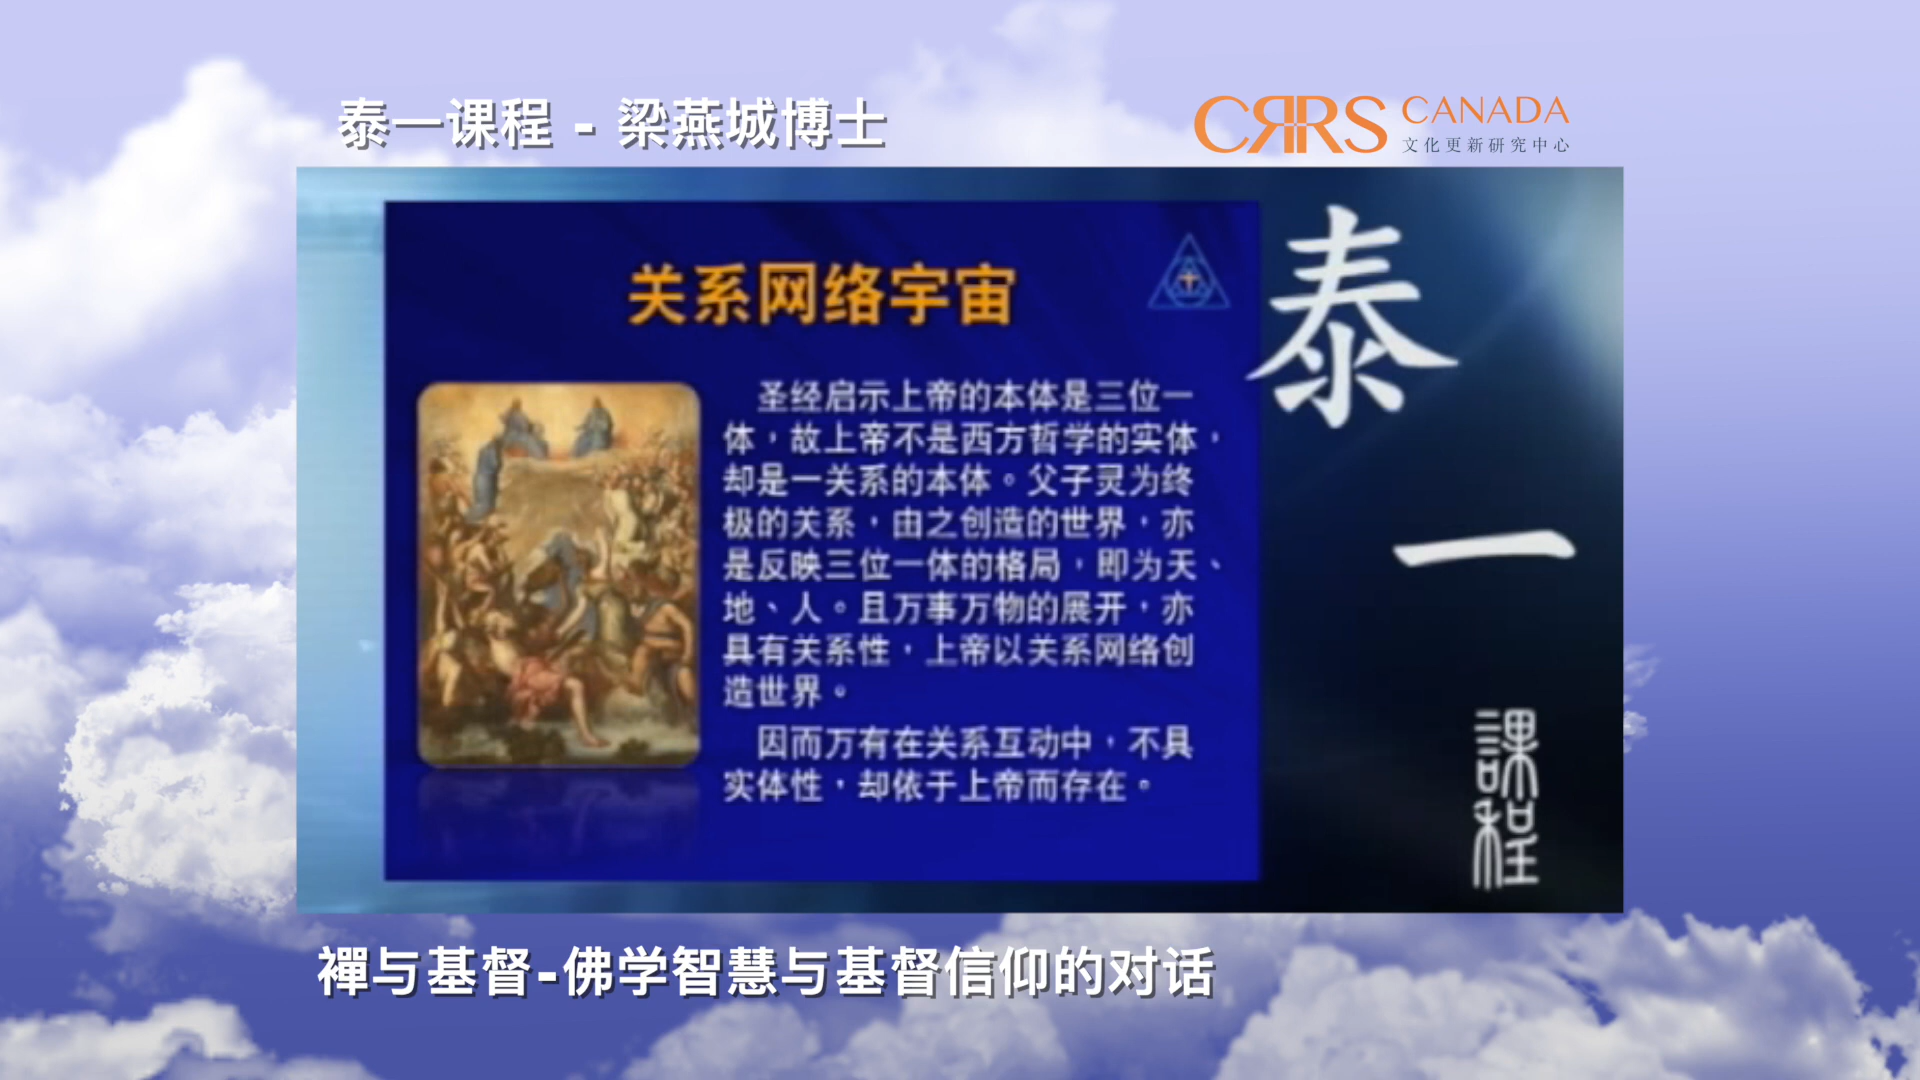 泰一课程 - 梁燕城博士
CRRS CANADA
文化更新研究中心
关系网络宇宙
圣经启示上帝的本体是三位一
体，故上帝不是西方哲学的实体，
却是一关系的本体。父子灵为终
极的关系，由之创造的世界，亦
是反映三位一体的格局，即为天、
地、人。且万事万物的展开，亦
具有关系性，上帝以关系网络创
造世界。
因而万有在关系互动中，不具
实体性，却依于上帝而存在。
泰一
課程
禪与基督-佛学智慧与基督信仰的对话